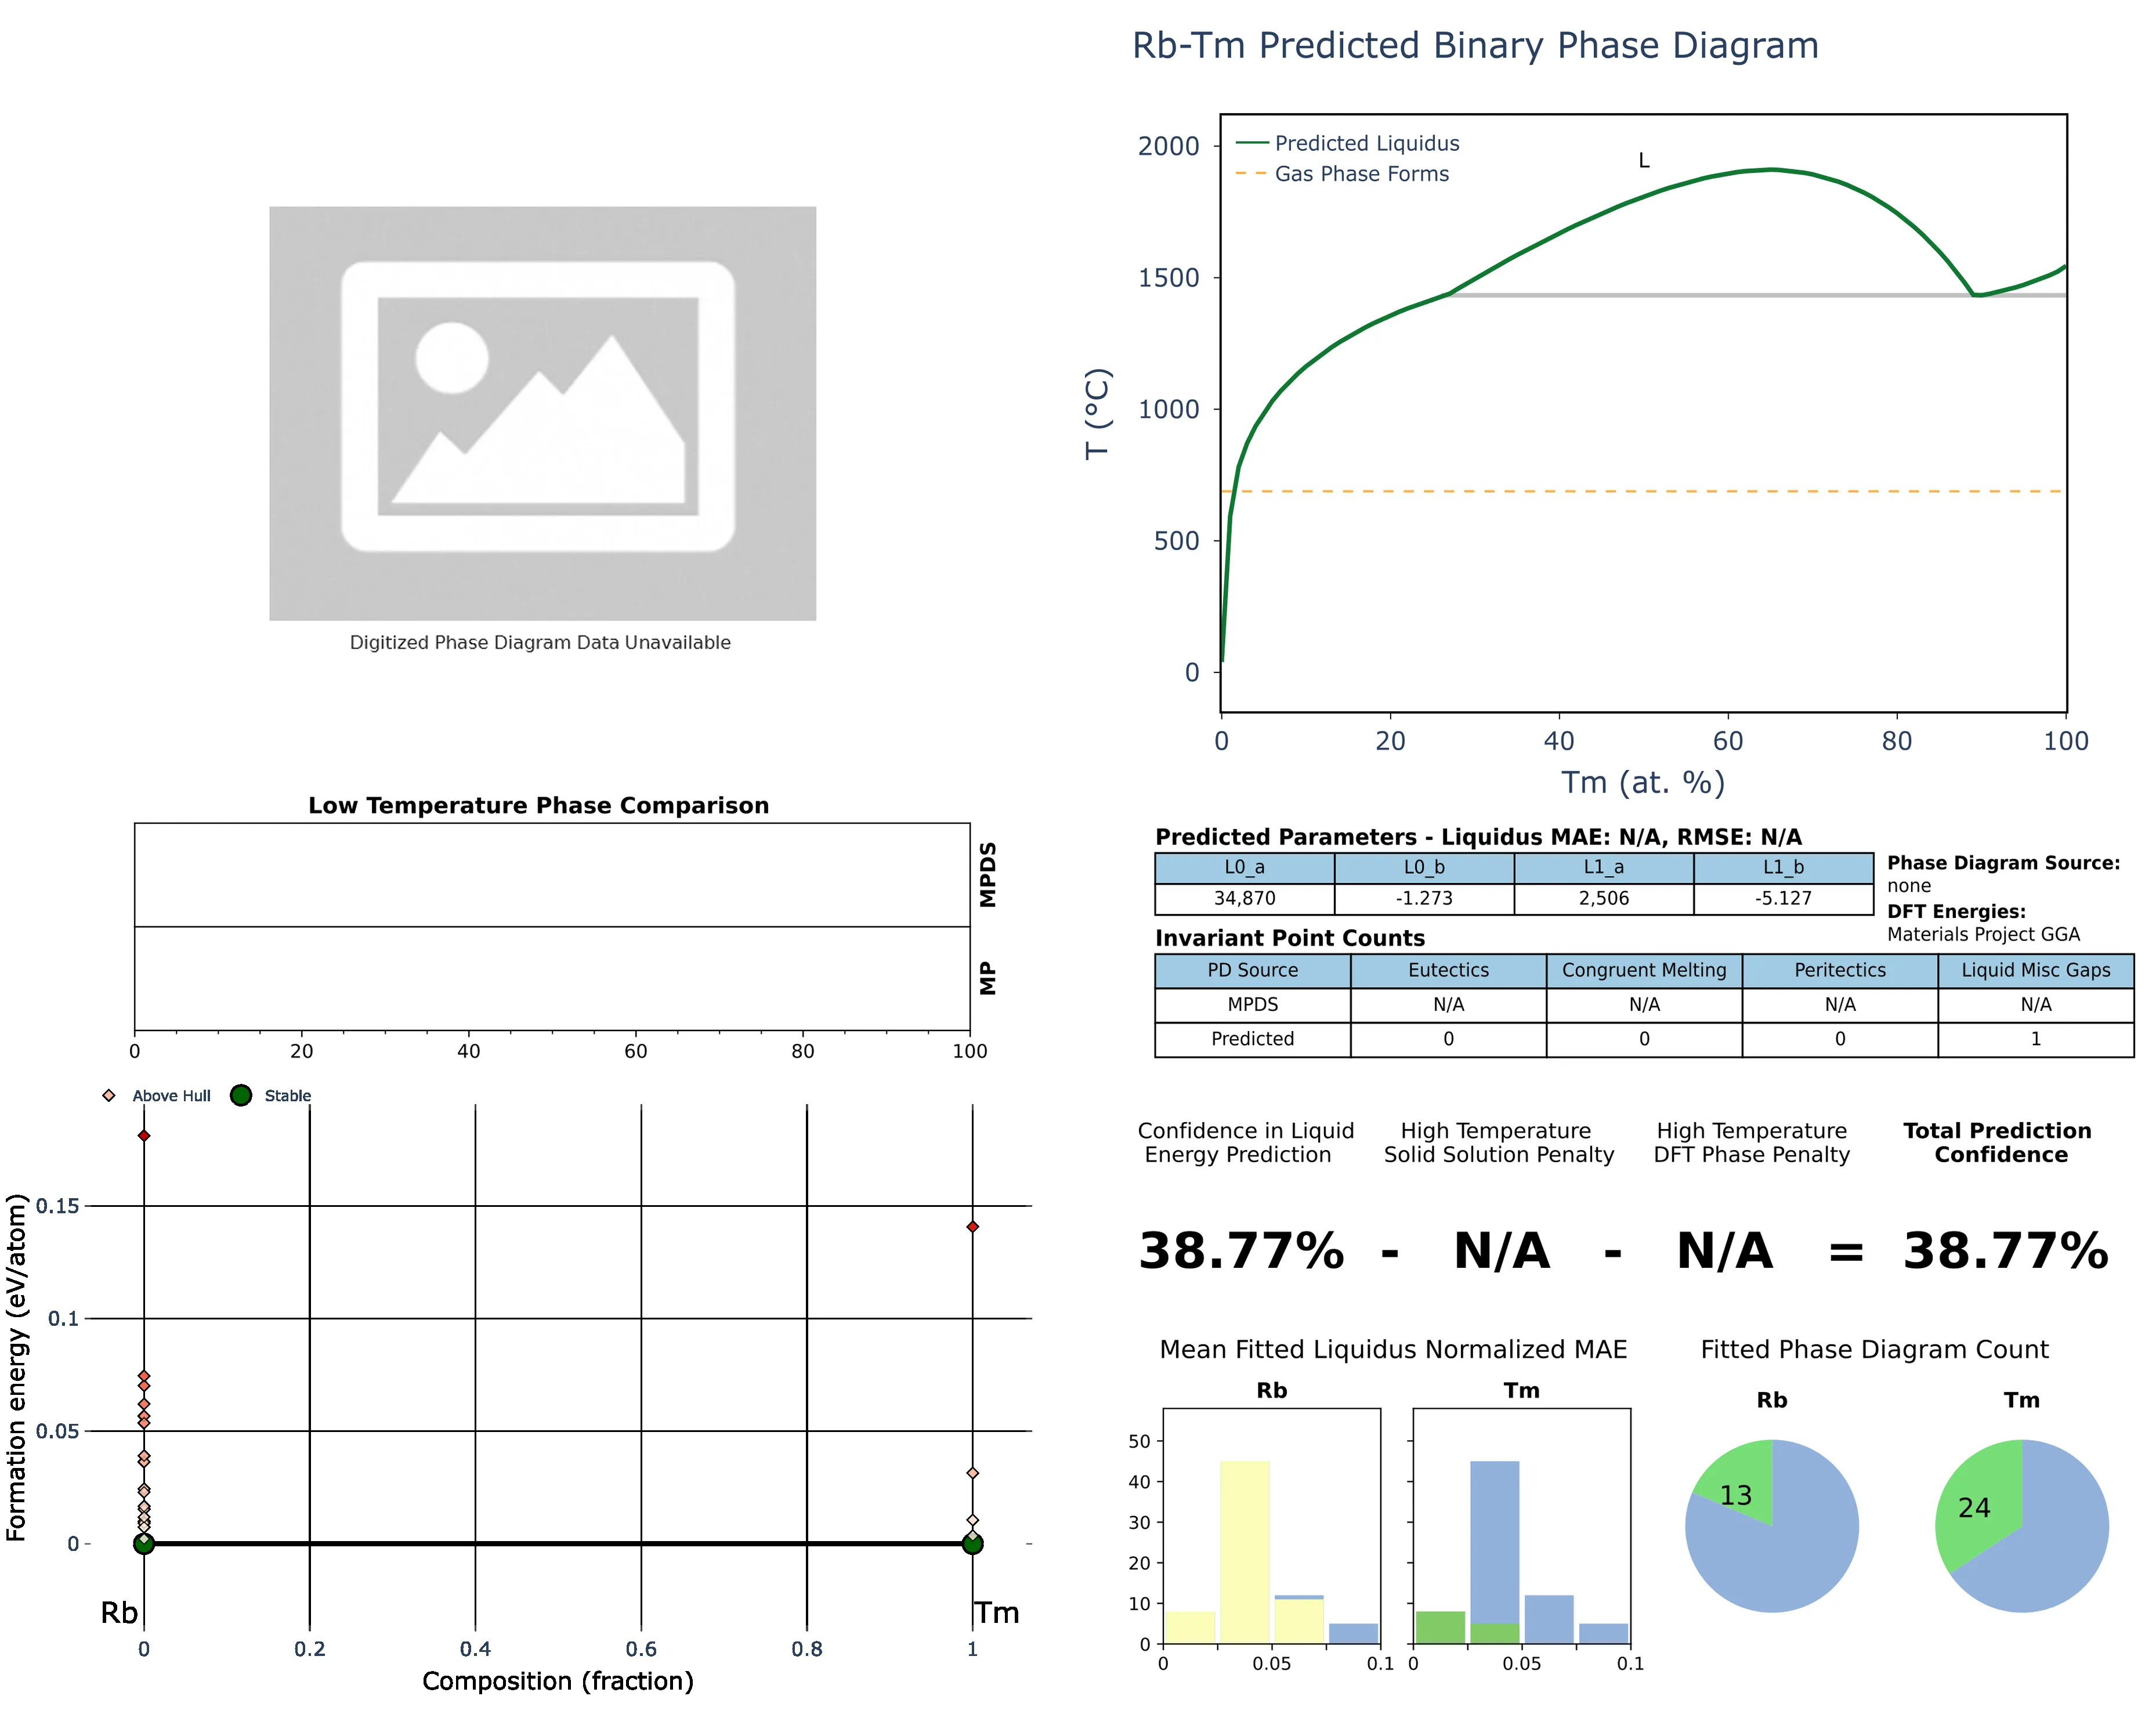 Rb-Tm Predicted Binary Phase Diagram
Digitized Phase Diagram Data Unavailable
Predicted Liquidus
Gas Phase Forms
L
2000
1500
1000
500
0
T (°C)
0 20 40 60 80 100
Tm (at. %)
Low Temperature Phase Comparison
MPDS
MP
0 20 40 60 80 100
Predicted Parameters - Liquidus MAE: N/A, RMSE: N/A
L0_a L0_b L1_a L1_b
34,870 -1.273 2,506 -5.127
Phase Diagram Source:
none
DFT Energies:
Materials Project GGA
Invariant Point Counts
PD Source Eutectics Congruent Melting Peritectics Liquid Misc Gaps
MPDS N/A N/A N/A N/A
Predicted 0 0 0 1
Above Hull Stable
0.15
0.1
0.05
0
Formation energy (eV/atom)
Rb Tm
0 0.2 0.4 0.6 0.8 1
Composition (fraction)
Confidence in Liquid
Energy Prediction
High Temperature
Solid Solution Penalty
High Temperature
DFT Phase Penalty
Total Prediction
Confidence
38.77% - N/A - N/A = 38.77%
Mean Fitted Liquidus Normalized MAE
Rb Tm
50
40
30
20
10
0
0 0.05 0.1 0 0.05 0.1
Fitted Phase Diagram Count
Rb Tm
13 24